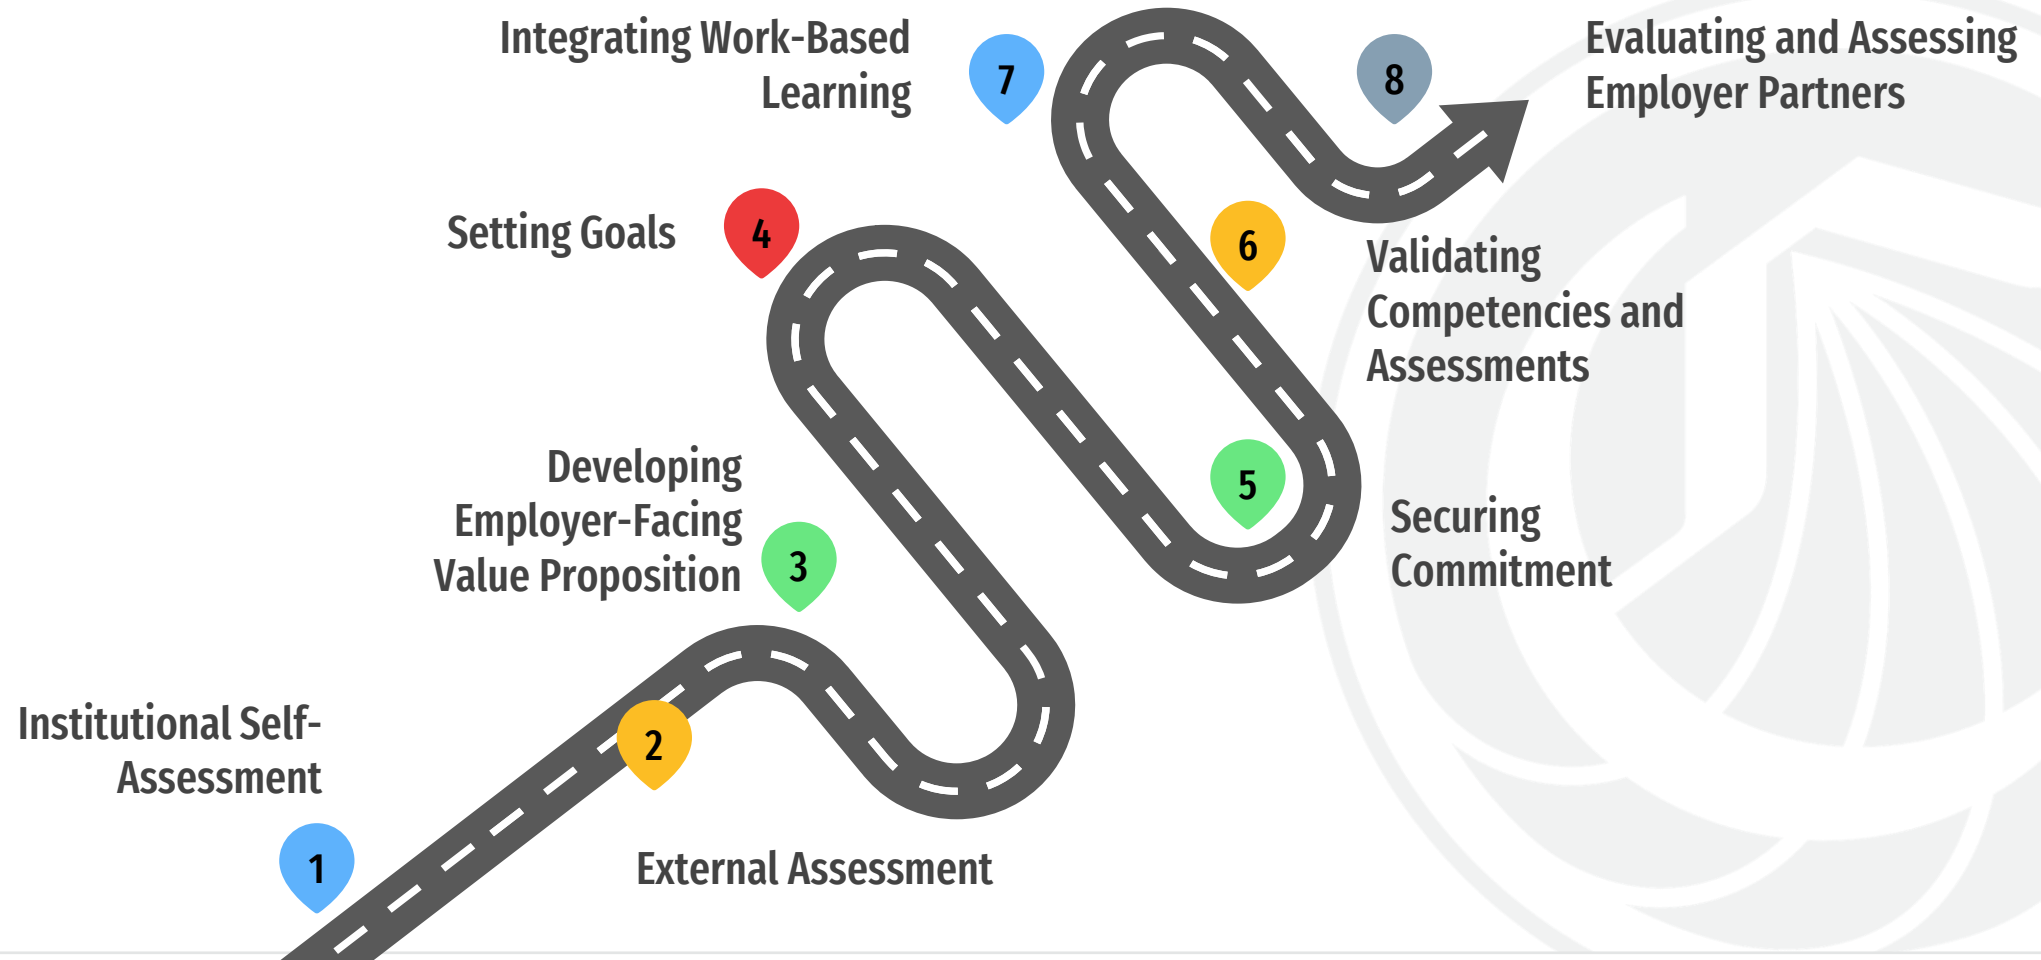 Integrating Work-Based
Learning
7
8
Evaluating and Assessing
Employer Partners
Setting Goals
4
6
Validating
Competencies and
Assessments
Developing
Employer-Facing
Value Proposition
3
5
Securing
Commitment
Institutional Self-
Assessment
2
1
External Assessment